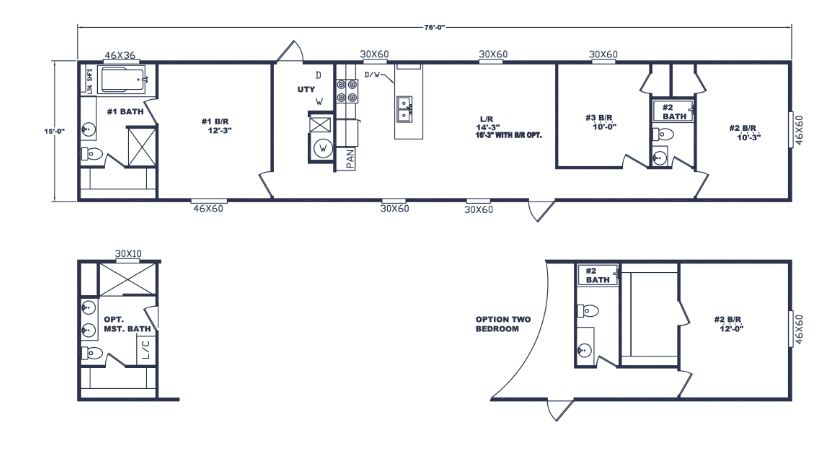 76'-0"
46X36
30X60
30X60
30X60
LIN SHFS
D
D/W
UTY
W
#1 BATH
#1 B/R
12'-3"
L/R
14'-3"
16'-3" WITH B/R OPT.
#3 B/R
10'-0"
#2
BATH
#2 B/R
10'-3"
46X60
15'-0"
W
PAN
46X60
30X60
30X60
30X10
OPT.
MST. BATH
L/C
OPTION TWO
BEDROOM
#2
BATH
#2 B/R
12'-0"
46X60